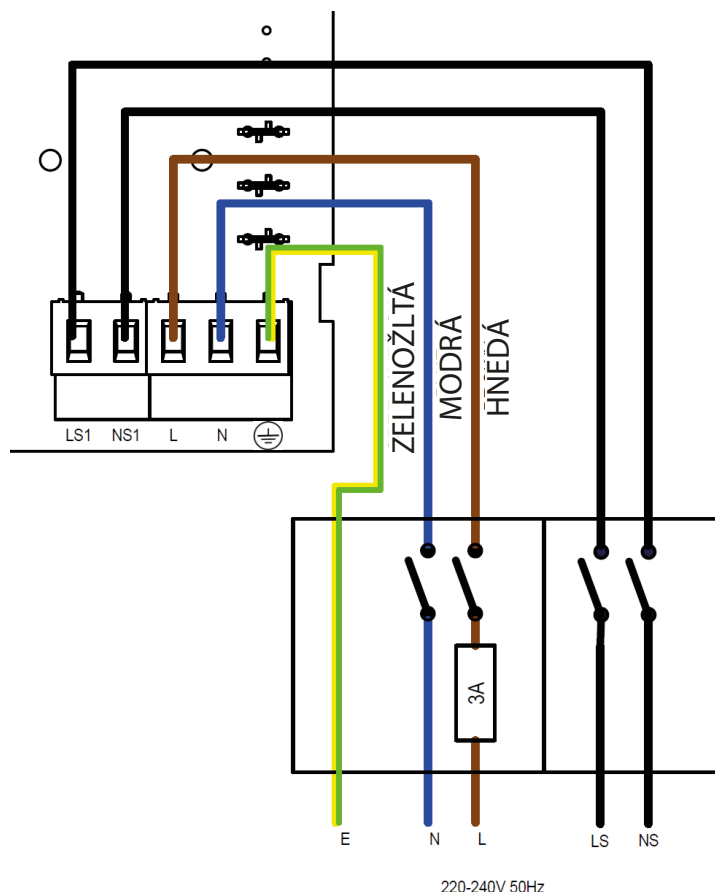 ZELENOŽLTÁ
MODRÁ
HNEDÁ
LS1 NS1 L N
3A
E N L LS NS
220-240V 50Hz